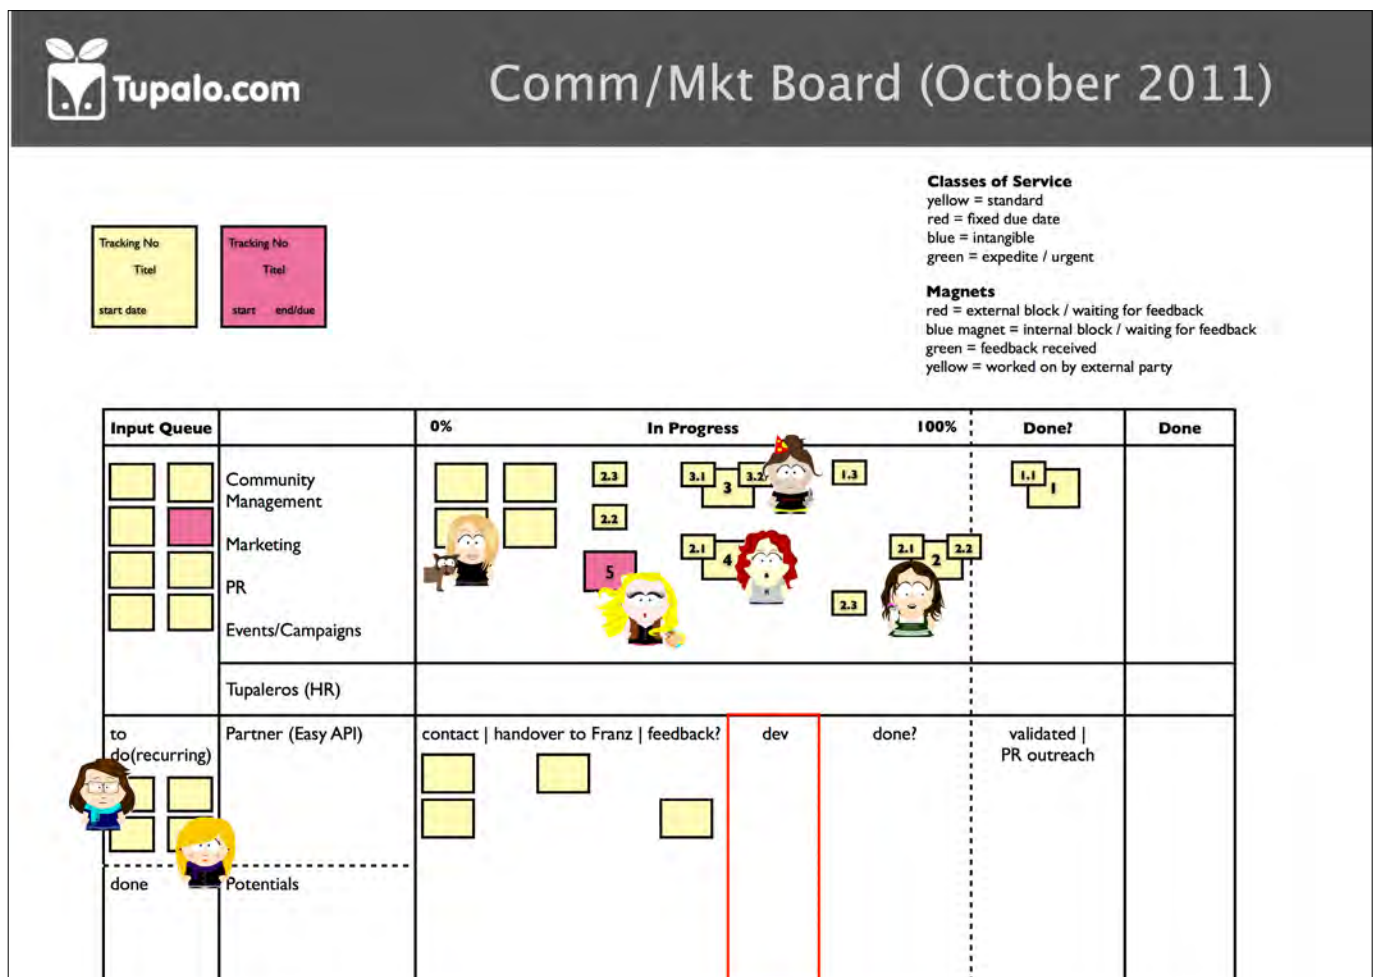 Tupalo.com
Comm/Mkt Board (October 2011)
Classes of Service
yellow = standard
red = fixed due date
blue = intangible
green = expedite / urgent
Magnets
red = external block / waiting for feedback
blue magnet = internal block / waiting for feedback
green = feedback received
yellow = worked on by external party
Tracking No
Titel
start date
Tracking No
Titel
start end/due
Input Queue 0% In Progress 100% Done? Done
Community
Management
Marketing
PR
Events/Campaigns
2.3
2.2
5
3.1
3
3.2
2.1
4
1.3
2.1
2
2.2
2.3
1.1
1
Tupaleros (HR)
to
do(recurring)
done
Partner (Easy API)
Potentials
contact | handover to Franz | feedback?
dev
done?
validated |
PR outreach